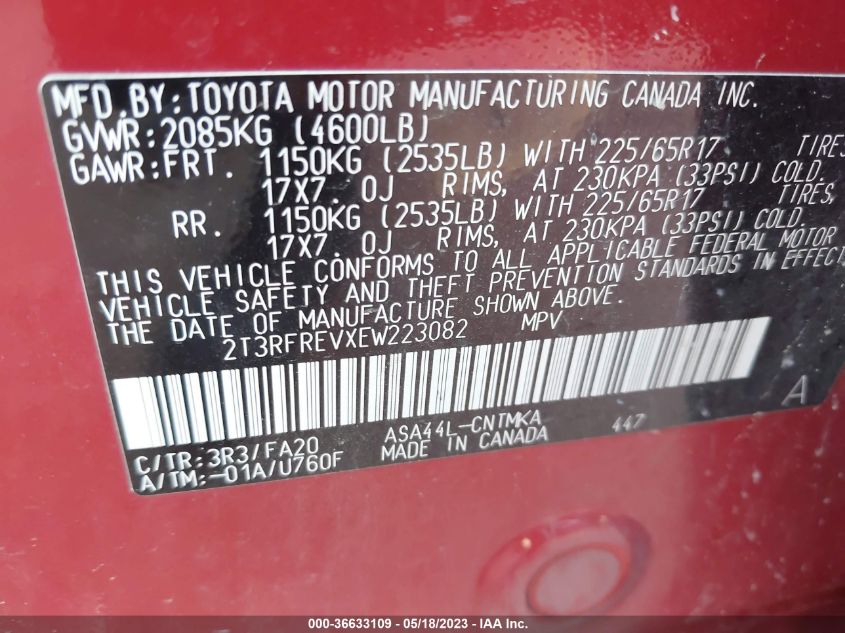 MFD.BY:TOYOTA MOTOR MANUFACTURING CANADA INC.
GVWR:2085KG (4600LB)
GAWR:FRT. 1150KG (2535LB) WITH 225/65R17 TIRES
17X7.0J RIMS, AT 230KPA (33PSI) COLD.
RR. 1150KG (2535LB) WITH 225/65R17 TIRES,
17X7.0J RIMS, AT 230KPA (33PSI) COLD.
THIS VEHICLE CONFORMS TO ALL APPLICABLE FEDERAL MOTOR
VEHICLE SAFETY AND THEFT PREVENTION STANDARDS IN EFFECT
THE DATE OF MANUFACTURE SHOWN ABOVE.
2T3RFREVXEW223082 MPV
A
C/TR:3R3/FA20 ASA44L-CNTMKA 447
A/TM:-01A/U760F MADE IN CANADA
000-36633109 - 05/18/2023 - IAA Inc.